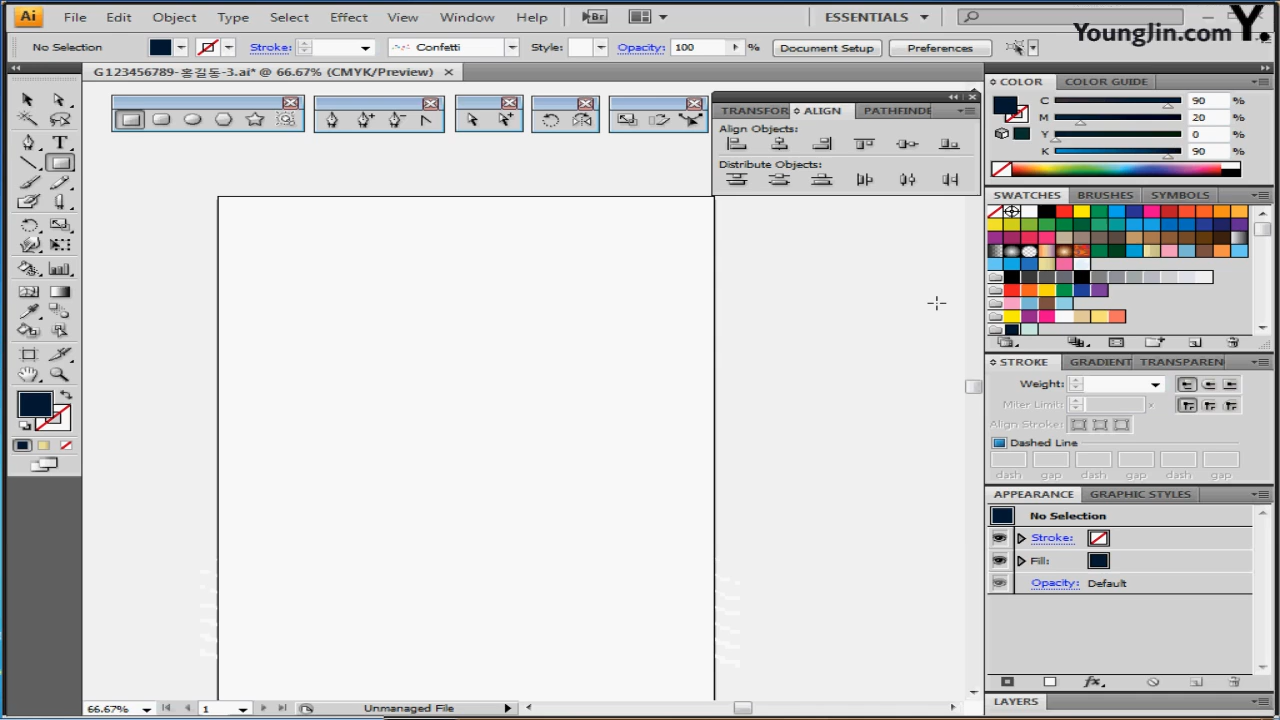 Ai File Edit Object Type Select Effect View Window Help Br ESSENTIALS
YoungJin.com Y.
No Selection Stroke: Confetti Style: Opacity: 100 % Document Setup Preferences
G123456789-홍길동-3.ai* @ 66.67% (CMYK/Preview)
TRANSFOR ALIGN PATHFINDE
Align Objects:
Distribute Objects:
COLOR COLOR GUIDE
C 90 %
M 20 %
Y 0 %
K 90 %
SWATCHES BRUSHES SYMBOLS
STROKE GRADIENT TRANSPAREN
Weight:
Miter Limit: x
Align Stroke:
Dashed Line
dash gap dash gap dash gap
APPEARANCE GRAPHIC STYLES
No Selection
Stroke:
Fill:
Opacity: Default
fx
LAYERS
66.67% 1 Unmanaged File